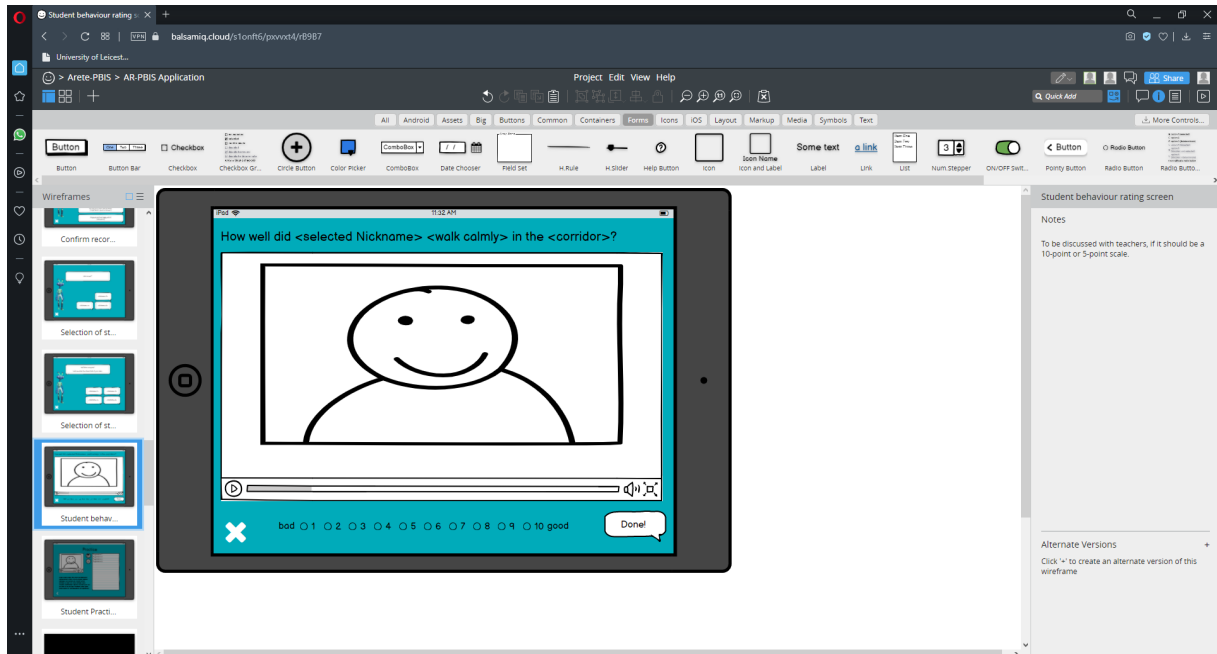 Student behaviour rating s
VPN
balsamiq.cloud/s1onft6/pxvvxt4/rB9B7
University of Leicest...
> Arete-PBIS > AR-PBIS Application
Project Edit View Help
Share
Quick Add
All Android Assets Big Buttons Common Containers Forms Icons iOS Layout Markup Media Symbols Text
More Controls...
Button
Checkbox
ComboBox
/ /
Icon Name
Some text
a link
3
Button
Radio Button
Button
Button Bar
Checkbox
Checkbox Gr...
Circle Button
Color Picker
ComboBox
Date Chooser
Field Set
H.Rule
H.Slider
Help Button
Icon
Icon and Label
Label
Link
List
Num.Stepper
ON/OFF Swit...
Pointy Button
Radio Button
Radio Butto...
Wireframes
Confirm recor...
Selection of st...
Selection of st...
Student behav...
Student Practi...
iPad
11:32 AM
How well did <selected Nickname> <walk calmly> in the <corridor>?
bad 1 2 3 4 5 6 7 8 9 10 good
Done!
Student behaviour rating screen
Notes
To be discussed with teachers, if it should be a
10-point or 5-point scale.
Alternate Versions +
Click '+' to create an alternate version of this
wireframe